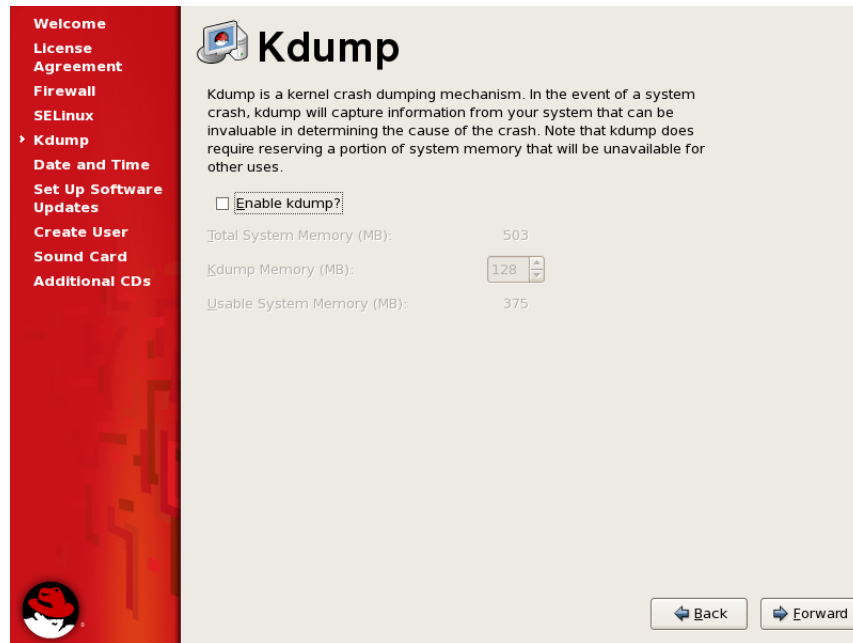 Welcome
License
Agreement
Firewall
SELinux
Kdump
Date and Time
Set Up Software
Updates
Create User
Sound Card
Additional CDs
Kdump
Kdump is a kernel crash dumping mechanism. In the event of a system
crash, kdump will capture information from your system that can be
invaluable in determining the cause of the crash. Note that kdump does
require reserving a portion of system memory that will be unavailable for
other uses.
Enable kdump?
Total System Memory (MB): 503
Kdump Memory (MB): 128
Usable System Memory (MB): 375
Back Forward